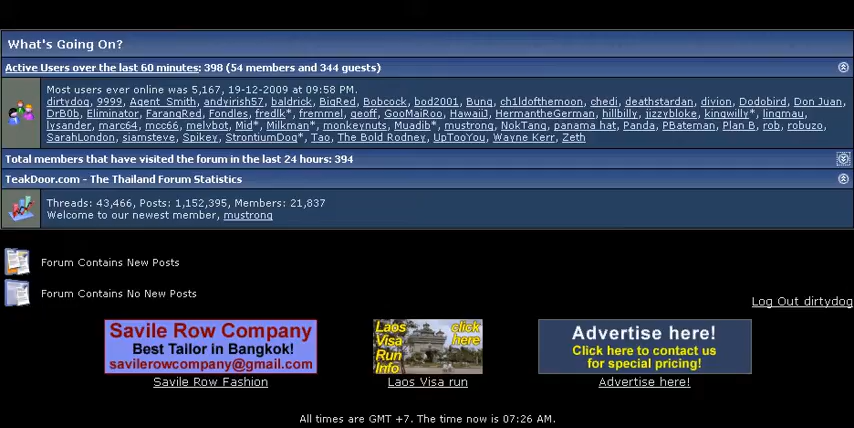 What's Going On?
Active Users over the last 60 minutes: 398 (54 members and 344 guests)
Most users ever online was 5,167, 19-12-2009 at 09:58 PM.
dirtydog, 9999, Agent_Smith, andyirish57, baldrick, BigRed, Bobcock, bod2001, Bung, ch1ldofthemoon, chedi, deathstardan, divion, Dodobird, Don Juan,
DrB0b, Eliminator, FarangRed, Fondles, fredlk*, fremmel, geoff, GooMaiRoo, HawaiiJ, HermantheGerman, hillbilly, jizzybloke, kingwilly*, lingmau,
lysander, marc64, mcc66, melvbot, Mid*, Milkman*, monkeynuts, Muadib*, mustrong, NokTang, panama hat, Panda, PBateman, Plan B, rob, robuzo,
SarahLondon, siamsteve, Spikey, StrontiumDog*, Tao, The Bold Rodney, UpTooYou, Wayne Kerr, Zeth
Total members that have visited the forum in the last 24 hours: 394
TeakDoor.com - The Thailand Forum Statistics
Threads: 43,466, Posts: 1,152,395, Members: 21,837
Welcome to our newest member, mustrong
Forum Contains New Posts
Forum Contains No New Posts
Log Out dirtydog
Savile Row Company
Best Tailor in Bangkok!
savilerowcompany@gmail.com
Savile Row Fashion
Laos
Visa
Run
Info
click
here
Laos Visa run
Advertise here!
Click here to contact us
for special pricing!
Advertise here!
All times are GMT +7. The time now is 07:26 AM.